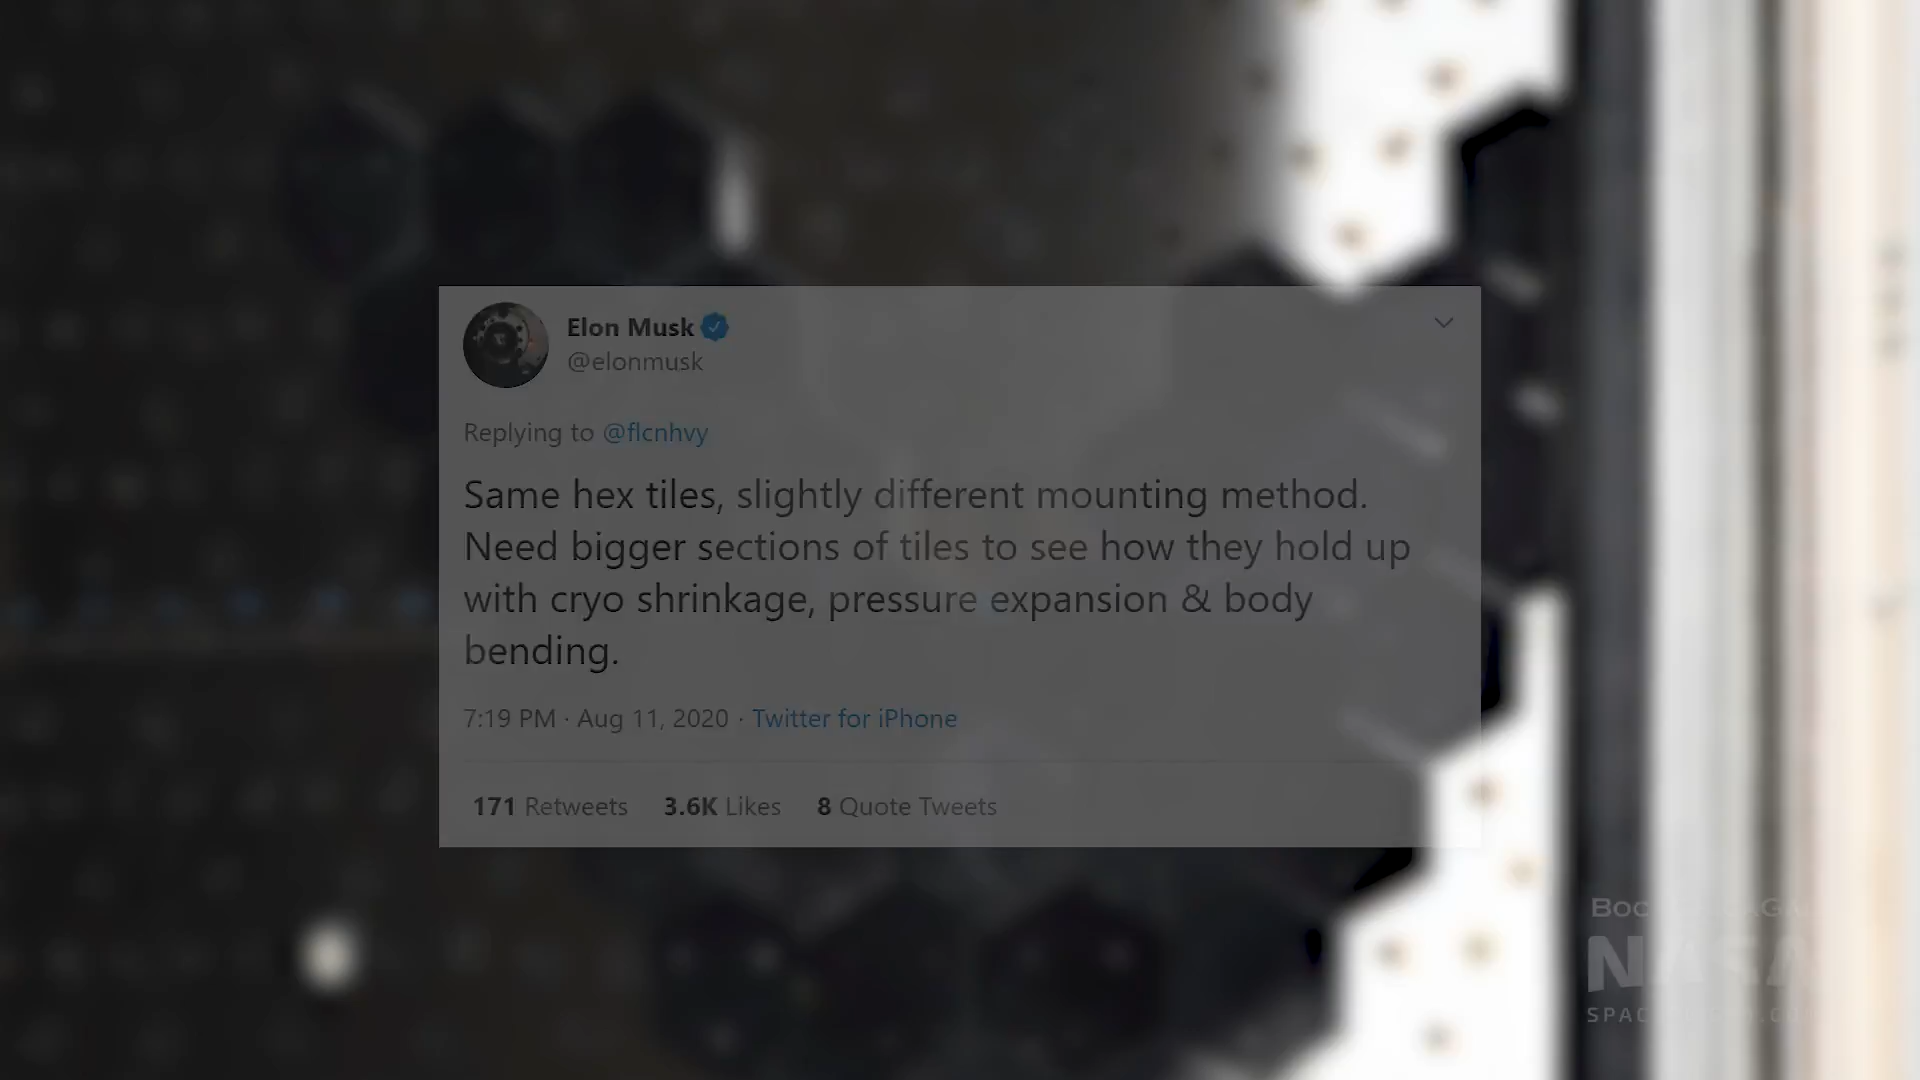 Elon Musk
@elonmusk
Replying to @flcnhvy
Same hex tiles, slightly different mounting method.
Need bigger sections of tiles to see how they hold up
with cryo shrinkage, pressure expansion & body
bending.
7:19 PM · Aug 11, 2020 · Twitter for iPhone
171 Retweets 3.6K Likes 8 Quote Tweets
NASA